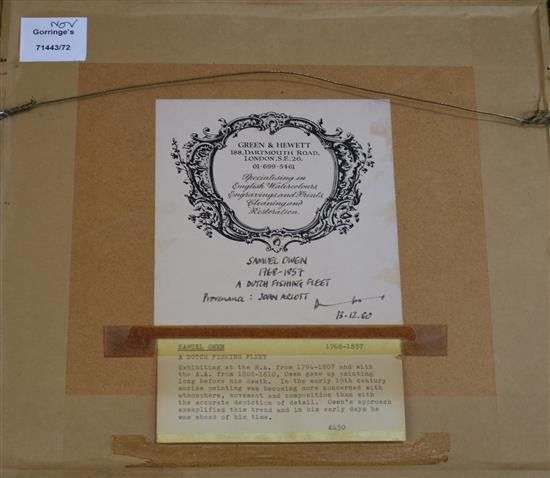 NOV
Gorringe's
71443/72
GREEN & HEWETT
188, DARTMOUTH ROAD,
LONDON, S.E. 26.
01-699-5461
Specialising in
English Watercolours,
Engravings and Prints,
Cleaning and
Restoration.
SAMUEL OWEN
1768-1857
A DUTCH FISHING FLEET
Provenance: JOHN ARLOTT
13.12.80
SAMUEL OWEN 1768-1857
A DUTCH FISHING FLEET
Exhibiting at the R.A. from 1794-1807 and with
the A.A. from 1808-1810, Owen gave up painting
long before his death. In the early 19th century
marine painting was becoming more concerned with
atmosphere, movement and composition than with
the accurate depiction of detail. Owen's approach
exemplified this trend and in his early days he
was ahead of his time.
£450